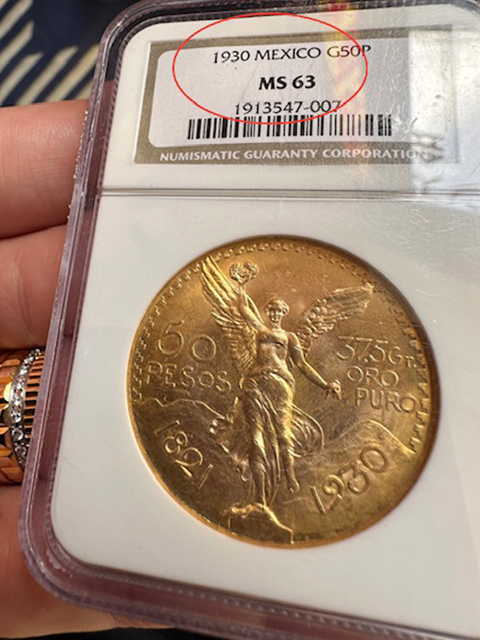 1930 MEXICO G50P
MS 63
1913547-007
NUMISMATIC GUARANTY CORPORATION
50
PESOS
37.5 Gr.
ORO
PURO
1821
1930